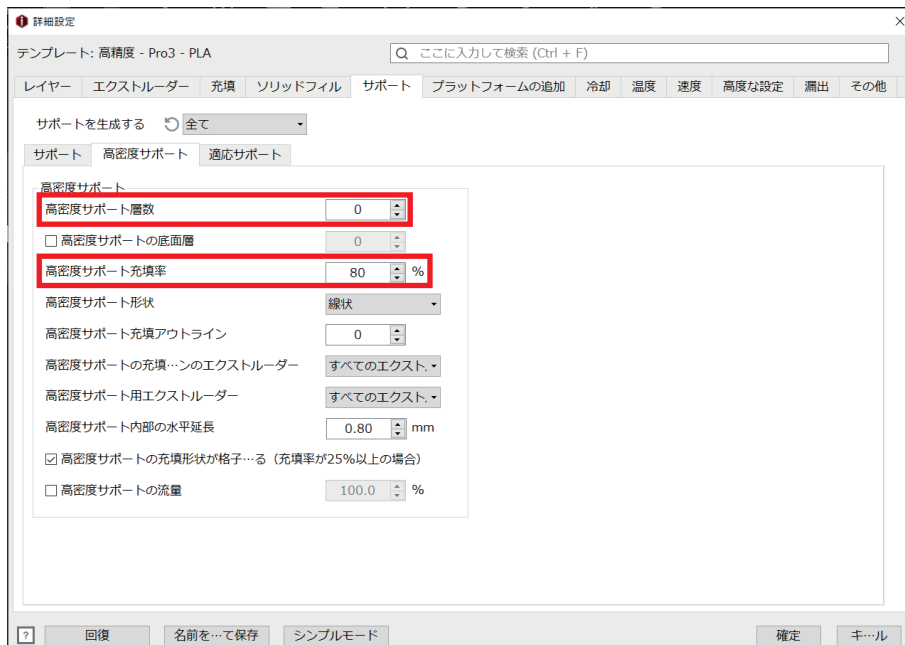 詳細設定
テンプレート: 高精度 - Pro3 - PLA
ここに入力して検索 (Ctrl + F)
レイヤー エクストルーダー 充填 ソリッドフィル サポート プラットフォームの追加 冷却 温度 速度 高度な設定 漏出 その他
サポートを生成する 全て
サポート 高密度サポート 適応サポート
高密度サポート
高密度サポート層数 0
高密度サポートの底面層 0
高密度サポート充填率 80 %
高密度サポート形状 線状
高密度サポート充填アウトライン 0
高密度サポートの充填…ンのエクストルーダー すべてのエクスト.
高密度サポート用エクストルーダー すべてのエクスト.
高密度サポート内部の水平延長 0.80 mm
高密度サポートの充填形状が格子…る（充填率が25%以上の場合）
高密度サポートの流量 100.0 %
? 回復 名前を…て保存 シンプルモード 確定 キ…ル